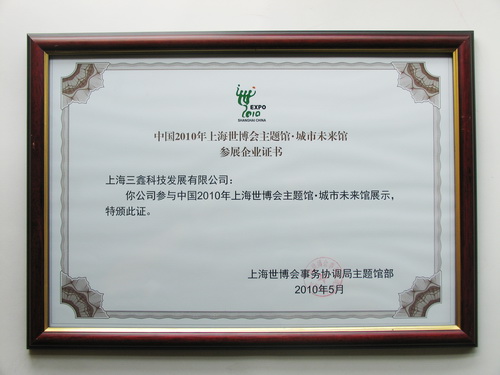 EXPO
2010
SHANGHAI CHINA
中国2010年上海世博会主题馆·城市未来馆
参展企业证书
上海三鑫科技发展有限公司：
你公司参与中国2010年上海世博会主题馆·城市未来馆展示，
特颁此证。
上海世博会事务协调局主题馆部
2010年5月